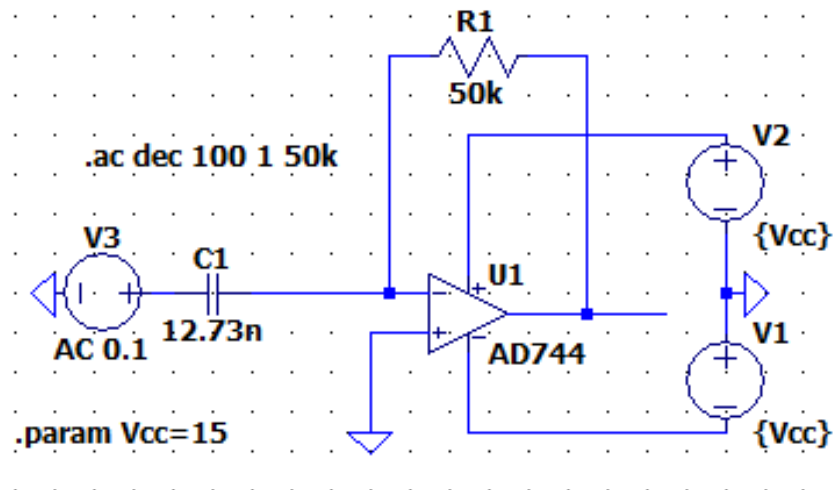 R1
50k
.ac dec 100 1 50k
V2
{Vcc}
V3
C1
12.73n
AC 0.1
U1
AD744
V1
{Vcc}
.param Vcc=15